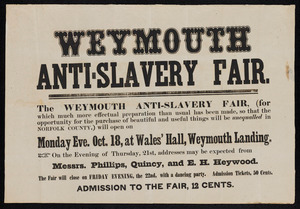 WEYMOUTH
ANTI-SLAVERY FAIR.
The WEYMOUTH ANTI-SLAVERY FAIR, (for
which much more effectual preparation than usual has been made, so that the
opportunity for the purchase of beautiful and useful things will be unequalled in
NORFOLK COUNTY,) will open on
Monday Eve. Oct. 18, at Wales' Hall, Weymouth Landing.
On the Evening of Thursday, 21st, addresses may be expected from
Messrs. Phillips, Quincy, and E. H. Heywood.
The Fair will close on FRIDAY EVENING, the 22nd, with a dancing party. Admission Tickets, 50 Cents.
ADMISSION TO THE FAIR, 12 CENTS.